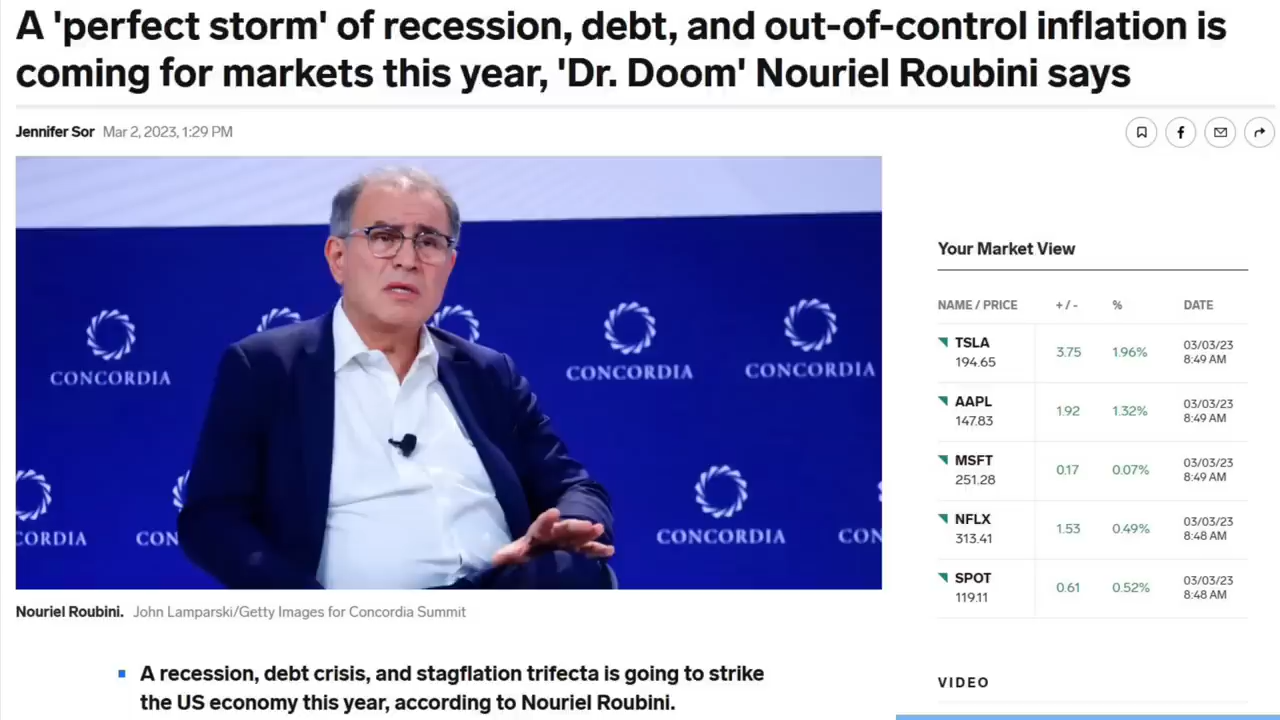 A 'perfect storm' of recession, debt, and out-of-control inflation is
coming for markets this year, 'Dr. Doom' Nouriel Roubini says
Jennifer Sor Mar 2, 2023, 1:29 PM
CONCORDIA
CONCORDIA
CONCORDIA
CORDIA
CON
CONCORDIA
CON
Nouriel Roubini. John Lamparski/Getty Images for Concordia Summit
A recession, debt crisis, and stagflation trifecta is going to strike
the US economy this year, according to Nouriel Roubini.
Your Market View
NAME / PRICE + / - % DATE
TSLA
194.65 3.75 1.96% 03/03/23
8:49 AM
AAPL
147.83 1.92 1.32% 03/03/23
8:49 AM
MSFT
251.28 0.17 0.07% 03/03/23
8:49 AM
NFLX
313.41 1.53 0.49% 03/03/23
8:48 AM
SPOT
119.11 0.61 0.52% 03/03/23
8:48 AM
VIDEO